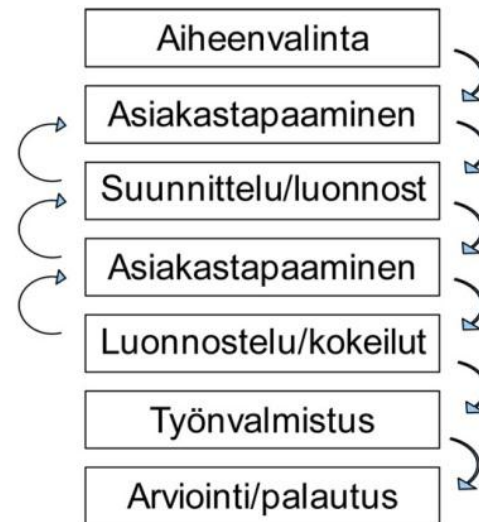 Aiheenvalinta
Asiakastapaaminen
Suunnittelu/luonnost
Asiakastapaaminen
Luonnostelu/kokeilut
Työnvalmistus
Arviointi/palautus